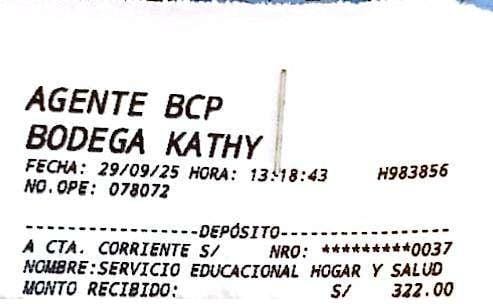 AGENTE BCP
BODEGA KATHY
FECHA: 29/09/25 HORA: 13:18:43 H983856
NO.OPE: 078072
-----------------DEPÓSITO-----------------
A CTA. CORRIENTE S/ NRO: *********0037
NOMBRE:SERVICIO EDUCACIONAL HOGAR Y SALUD
MONTO RECIBIDO: S/ 322.00